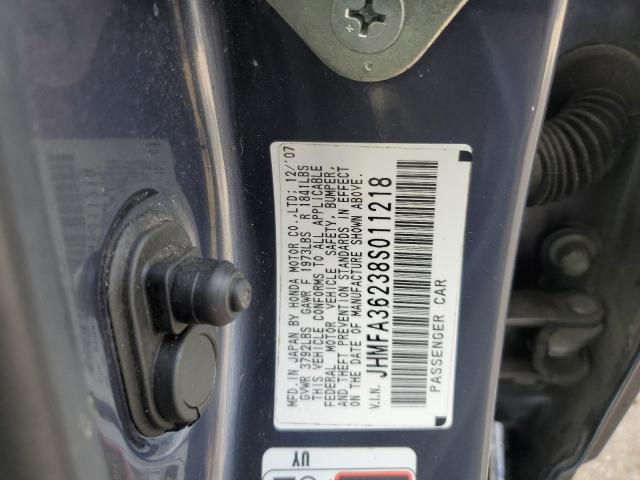 MFD.IN JAPAN BY HONDA MOTOR CO.,LTD; 12/'07
GVWR 3792LBS GAWR F 1973LBS R 1841LBS
THIS VEHICLE CONFORMS TO ALL APPLICABLE
FEDERAL MOTOR VEHICLE SAFETY, BUMPER,
AND THEFT PREVENTION STANDARDS IN EFFECT
ON THE DATE OF MANUFACTURE SHOWN ABOVE.
V.I.N. JHMFA36238S011218
PASSENGER CAR
UY